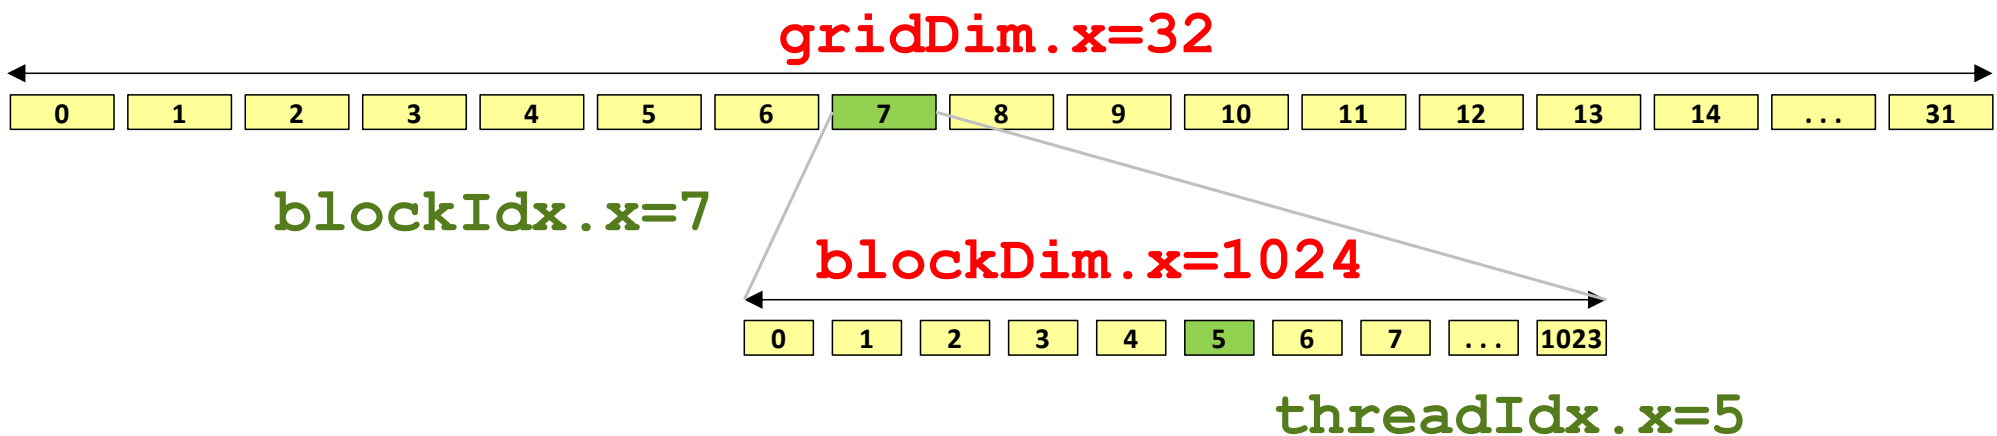 gridDim.x=32
0 1 2 3 4 5 6 7 8 9 10 11 12 13 14 ... 31
blockIdx.x=7
blockDim.x=1024
0 1 2 3 4 5 6 7 ... 1023
threadIdx.x=5